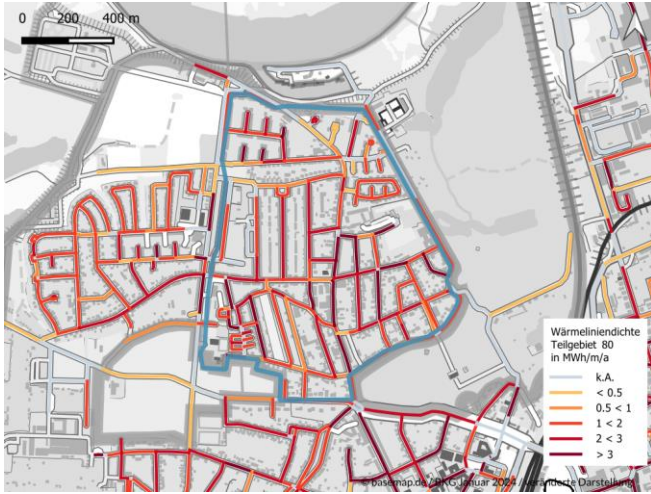 0 200 400 m
Wärmeliniendichte
Teilgebiet 80
in MWh/m/a
k.A.
< 0.5
0.5 < 1
1 < 2
2 < 3
> 3
© basemap.de / BKG Januar 2024 / veränderte Darstellung